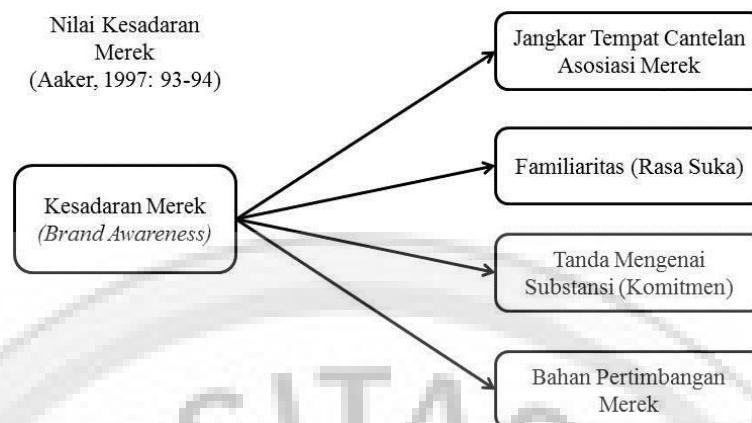 Nilai Kesadaran
Merek
(Aaker, 1997: 93-94)
Jangkar Tempat Cantelan
Asosiasi Merek
Familiaritas (Rasa Suka)
Kesadaran Merek
(Brand Awareness)
Tanda Mengenai
Substansi (Komitmen)
Bahan Pertimbangan
Merek
SITAS